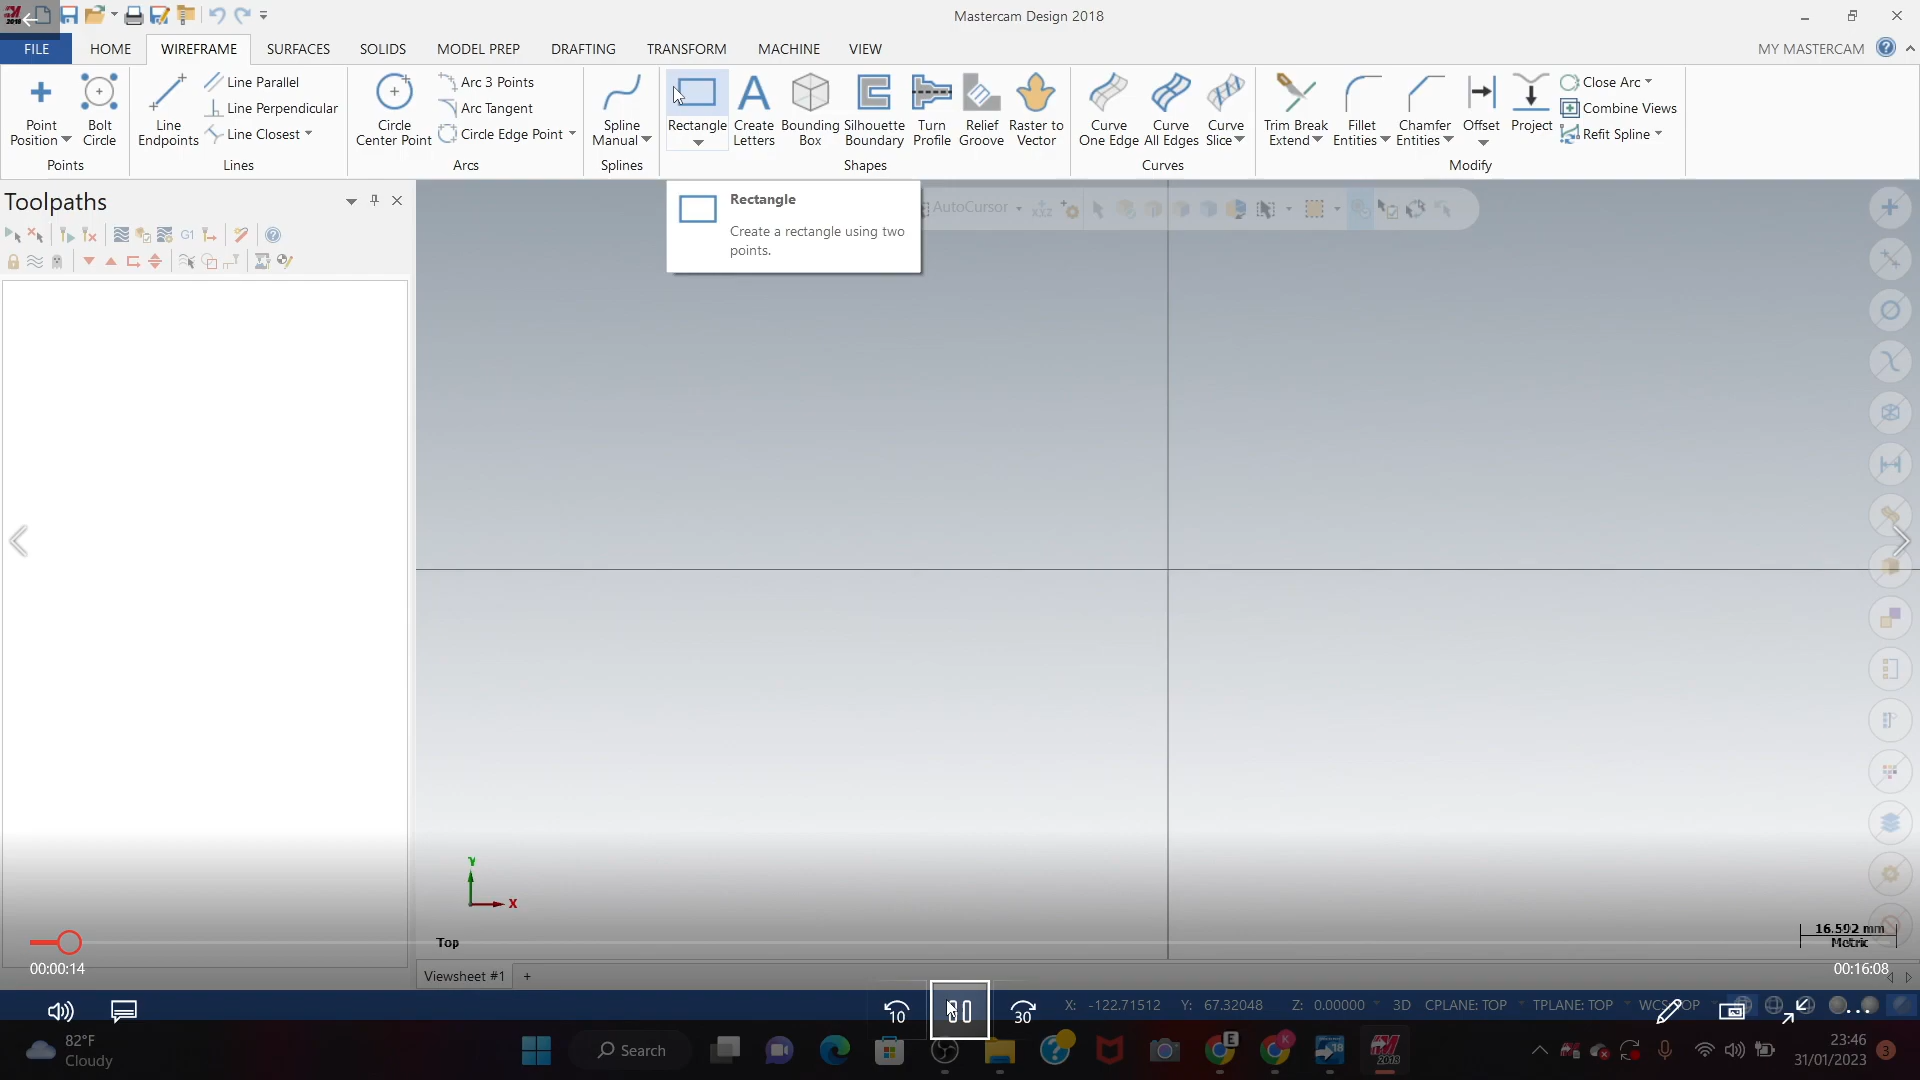 Mastercam Design 2018
FILE HOME WIREFRAME SURFACES SOLIDS MODEL PREP DRAFTING TRANSFORM MACHINE VIEW MY MASTERCAM
Point Position
Bolt Circle
Points
Line Endpoints
Line Parallel
Line Perpendicular
Line Closest
Lines
Circle Center Point
Arc 3 Points
Arc Tangent
Circle Edge Point
Arcs
Spline Manual
Splines
Rectangle
Create Letters
Bounding Box
Silhouette Boundary
Turn Profile
Relief Groove
Raster to Vector
Shapes
Curve One Edge
Curve All Edges
Curve Slice
Curves
Trim Break Extend
Fillet Entities
Chamfer Entities
Offset
Project
Close Arc
Combine Views
Refit Spline
Modify
Toolpaths
G1
Rectangle
Create a rectangle using two
points.
AutoCursor
Y
X
Top
16.592 mm
Metric
00:00:14
00:16:08
Viewsheet #1 +
10
30
X: -122.71512 Y: 67.32048 Z: 0.00000 3D CPLANE: TOP TPLANE: TOP
82°F
Cloudy
Search
23:46
31/01/2023
3